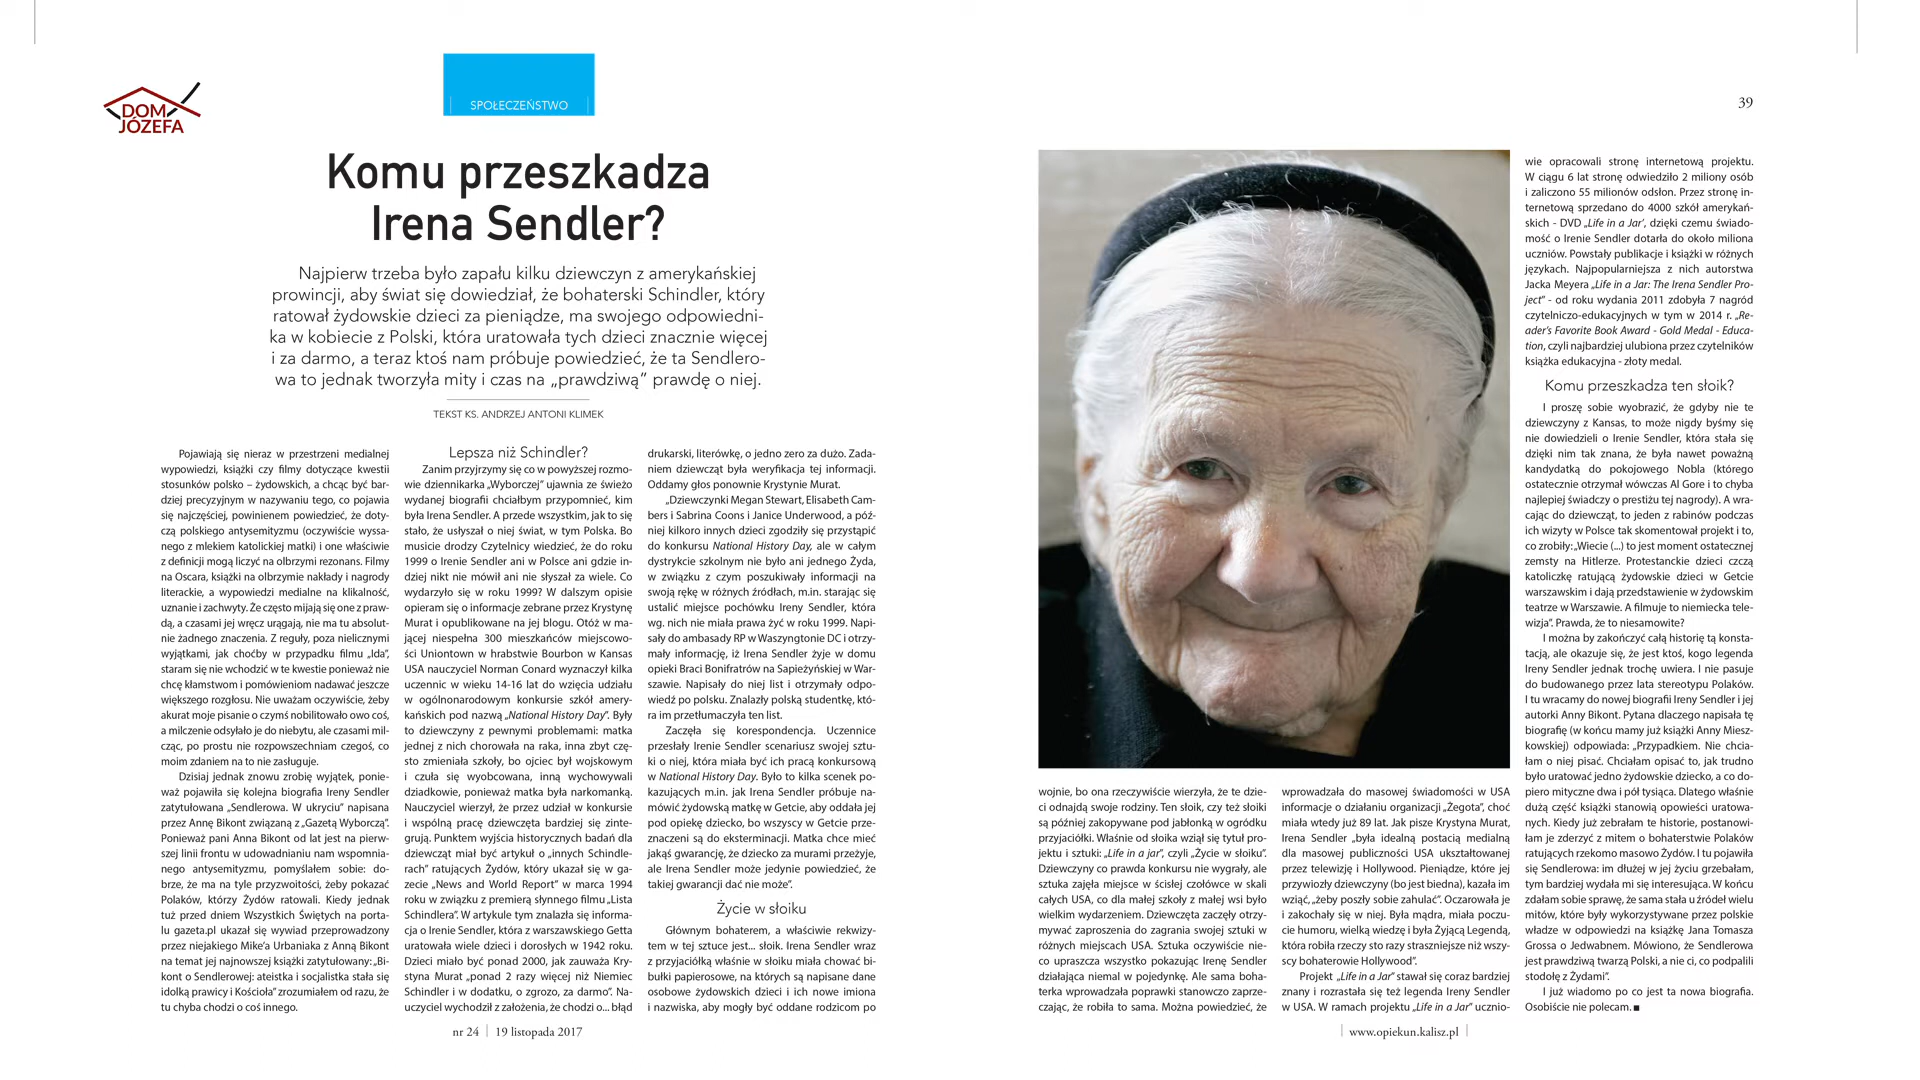 DOM
JÓZEFA
SPOŁECZEŃSTWO
39
Komu przeszkadza
Irena Sendler?
Najpierw trzeba było zapału kilku dziewczyn z amerykańskiej
prowincji, aby świat się dowiedział, że bohaterski Schindler, który
ratował żydowskie dzieci za pieniądze, ma swojego odpowiedni-
ka w kobiecie z Polski, która uratowała tych dzieci znacznie więcej
i za darmo, a teraz ktoś nam próbuje powiedzieć, że ta Sendlero-
wa to jednak tworzyła mity i czas na „prawdziwą” prawdę o niej.
TEKST KS. ANDRZEJ ANTONI KLIMEK
Pojawiają się nieraz w przestrzeni medialnej
wypowiedzi, książki czy filmy dotyczące kwestii
stosunków polsko – żydowskich, a chcąc być bar-
dziej precyzyjnym w nazywaniu tego, co pojawia
się najczęściej, powinienem powiedzieć, że doty-
czą polskiego antysemityzmu (oczywiście wyssa-
nego z mlekiem katolickiej matki) i one właściwie
z definicji mogą liczyć na olbrzymi rezonans. Filmy
na Oscara, książki na olbrzymie nakłady i nagrody
literackie, a wypowiedzi medialne na klikalność,
uznanie i zachwyty. Że często mijają się one z praw-
dą, a czasami jej wręcz urągają, nie ma tu absolut-
nie żadnego znaczenia. Z reguły, poza nielicznymi
wyjątkami, jak choćby w przypadku filmu „Ida”,
staram się nie wchodzić w te kwestie ponieważ nie
chcę kłamstwom i pomówieniom nadawać jeszcze
większego rozgłosu. Nie uważam oczywiście, żeby
akurat moje pisanie o czymś nobilitowało owo coś,
a milczenie odsyłało je do niebytu, ale czasami mil-
cząc, po prostu nie rozpowszechniam czegoś, co
moim zdaniem na to nie zasługuje.
Dzisiaj jednak znowu zrobię wyjątek, ponie-
waż pojawiła się kolejna biografia Ireny Sendler
zatytułowana „Sendlerowa. W ukryciu” napisana
przez Annę Bikont związaną z „Gazetą Wyborczą”.
Ponieważ pani Anna Bikont od lat jest na pierw-
szej linii frontu w udowadnianiu nam wspomnia-
nego antysemityzmu, pomyślałem sobie: do-
brze, że ma na tyle przyzwoitości, żeby pokazać
Polaków, którzy Żydów ratowali. Kiedy jednak
tuż przed dniem Wszystkich Świętych na porta-
lu gazeta.pl ukazał się wywiad przeprowadzony
przez niejakiego Mike’a Urbaniaka z Anną Bikont
na temat jej najnowszej książki zatytułowany: „Bi-
kont o Sendlerowej: ateistka i socjalistka stała się
idolką prawicy i Kościoła” zrozumiałem od razu, że
tu chyba chodzi o coś innego.
Lepsza niż Schindler?
Zanim przyjrzymy się co w powyższej rozmo-
wie dziennikarka „Wyborczej” ujawnia ze świeżo
wydanej biografii chciałbym przypomnieć, kim
była Irena Sendler. A przede wszystkim, jak to się
stało, że usłyszał o niej świat, w tym Polska. Bo
musicie drodzy Czytelnicy wiedzieć, że do roku
1999 o Irenie Sendler ani w Polsce ani gdzie in-
dziej nikt nie mówił ani nie słyszał za wiele. Co
wydarzyło się w roku 1999? W dalszym opisie
opieram się o informacje zebrane przez Krystynę
Murat i opublikowane na jej blogu. Otóż w ma-
jącej niespełna 300 mieszkańców miejscowo-
ści Uniontown w hrabstwie Bourbon w Kansas
USA nauczyciel Norman Conard wyznaczył kilka
uczennic w wieku 14-16 lat do wzięcia udziału
w ogólnonarodowym konkursie szkół amery-
kańskich pod nazwą „National History Day”. Były
to dziewczyny z pewnymi problemami: matka
jednej z nich chorowała na raka, inna zbyt czę-
sto zmieniała szkoły, bo ojciec był wojskowym
i czuła się wyobcowana, inną wychowywali
dziadkowie, ponieważ matka była narkomanką.
Nauczyciel wierzył, że przez udział w konkursie
i wspólną pracę dziewczęta bardziej się zinte-
grują. Punktem wyjścia historycznych badań dla
dziewcząt miał być artykuł o „innych Schindle-
rach” ratujących Żydów, który ukazał się w ga-
zecie „News and World Report” w marca 1994
roku w związku z premierą słynnego filmu „Lista
Schindlera”. W artykule tym znalazła się informa-
cja o Irenie Sendler, która z warszawskiego Getta
uratowała wiele dzieci i dorosłych w 1942 roku.
Dzieci miało być ponad 2000, jak zauważa Kry-
styna Murat „ponad 2 razy więcej niż Niemiec
Schindler i w dodatku, o zgrozo, za darmo”. Na-
uczyciel wychodził z założenia, że chodzi o... błąd
drukarski, literówkę, o jedno zero za dużo. Zada-
niem dziewcząt była weryfikacja tej informacji.
Oddamy głos ponownie Krystynie Murat.
„Dziewczynki Megan Stewart, Elisabeth Cam-
bers i Sabrina Coons i Janice Underwood, a póź-
niej kilkoro innych dzieci zgodziły się przystąpić
do konkursu National History Day, ale w całym
dystrykcie szkolnym nie było ani jednego Żyda,
w związku z czym poszukiwały informacji na
swoją rękę w różnych źródłach, m.in. starając się
ustalić miejsce pochówku Ireny Sendler, która
wg. nich nie miała prawa żyć w roku 1999. Napi-
sały do ambasady RP w Waszyngtonie DC i otrzy-
mały informację, iż Irena Sendler żyje w domu
opieki Braci Bonifratrów na Sapieżyńskiej w War-
szawie. Napisały do niej list i otrzymały odpo-
wiedź po polsku. Znalazły polską studentkę, któ-
ra im przetłumaczyła ten list.
Zaczęła się korespondencja. Uczennice
przesłały Irenie Sendler scenariusz swojej sztu-
ki o niej, która miała być ich pracą konkursową
w National History Day. Było to kilka scenek po-
kazujących m.in. jak Irena Sendler próbuje na-
mówić żydowską matkę w Getcie, aby oddała jej
pod opiekę dziecko, bo wszyscy w Getcie prze-
znaczeni są do eksterminacji. Matka chce mieć
jakąś gwarancję, że dziecko za murami przeżyje,
ale Irena Sendler może jedynie powiedzieć, że
takiej gwarancji dać nie może”.
Życie w słoiku
Głównym bohaterem, a właściwie rekwizy-
tem w tej sztuce jest... słoik. Irena Sendler wraz
z przyjaciółką właśnie w słoiku miała chować bi-
bułki papierosowe, na których są napisane dane
osobowe żydowskich dzieci i ich nowe imiona
i nazwiska, aby mogły być oddane rodzicom po
nr 24 | 19 listopada 2017
wojnie, bo ona rzeczywiście wierzyła, że te dzie-
ci odnajdą swoje rodziny. Ten słoik, czy też słoiki
są później zakopywane pod jabłonką w ogródku
przyjaciółki. Właśnie od słoika wziął się tytuł pro-
jektu i sztuki: „Life in a jar”, czyli „Życie w słoiku”.
Dziewczyny co prawda konkursu nie wygrały, ale
sztuka zajęła miejsce w ścisłej czołówce w skali
całych USA, co dla małej szkoły z małej wsi było
wielkim wydarzeniem. Dziewczęta zaczęły otrzy-
mywać zaproszenia do zagrania swojej sztuki w
różnych miejscach USA. Sztuka oczywiście nie-
co upraszcza wszystko pokazując Irenę Sendler
działająca niemal w pojedynkę. Ale sama boha-
terka wprowadzała poprawki stanowczo zaprze-
czając, że robiła to sama. Można powiedzieć, że
wprowadzała do masowej świadomości w USA
informacje o działaniu organizacji „Żegota”, choć
miała wtedy już 89 lat. Jak pisze Krystyna Murat,
Irena Sendler „była idealną postacią medialną
dla masowej publiczności USA ukształtowanej
przez telewizję i Hollywood. Pieniądze, które jej
przywiozły dziewczyny (bo jest biedna), kazała im
wziąć, „żeby poszły sobie zahulać”. Oczarowała je
i zakochały się w niej. Była mądra, miała poczu-
cie humoru, wielką wiedzę i była Żyjącą Legendą,
która robiła rzeczy sto razy straszniejsze niż wszy-
scy bohaterowie Hollywood”.
Projekt „Life in a Jar” stawał się coraz bardziej
znany i rozrastała się też legenda Ireny Sendler
w USA. W ramach projektu „Life in a Jar” ucznio-
wie opracowali stronę internetową projektu.
W ciągu 6 lat stronę odwiedziło 2 miliony osób
i zaliczono 55 milionów odsłon. Przez stronę in-
ternetową sprzedano do 4000 szkół amerykań-
skich - DVD „Life in a Jar’, dzięki czemu świado-
mość o Irenie Sendler dotarła do około miliona
uczniów. Powstały publikacje i książki w różnych
językach. Najpopularniejsza z nich autorstwa
Jacka Meyera „Life in a Jar: The Irena Sendler Pro-
ject” - od roku wydania 2011 zdobyła 7 nagród
czytelniczo-edukacyjnych w tym w 2014 r. „Re-
ader’s Favorite Book Award - Gold Medal - Educa-
tion, czyli najbardziej ulubiona przez czytelników
książka edukacyjna - złoty medal.
Komu przeszkadza ten słoik?
I proszę sobie wyobrazić, że gdyby nie te
dziewczyny z Kansas, to może nigdy byśmy się
nie dowiedzieli o Irenie Sendler, która stała się
dzięki nim tak znana, że była nawet poważną
kandydatką do pokojowego Nobla (którego
ostatecznie otrzymał wówczas Al Gore i to chyba
najlepiej świadczy o prestiżu tej nagrody). A wra-
cając do dziewcząt, to jeden z rabinów podczas
ich wizyty w Polsce tak skomentował projekt i to,
co zrobiły: „Wiecie (...) to jest moment ostatecznej
zemsty na Hitlerze. Protestanckie dzieci czczą
katoliczkę ratującą żydowskie dzieci w Getcie
warszawskim i dają przedstawienie w żydowskim
teatrze w Warszawie. A filmuje to niemiecka tele-
wizja”. Prawda, że to niesamowite?
I można by zakończyć całą historię tą konsta-
tacją, ale okazuje się, że jest ktoś, kogo legenda
Ireny Sendler jednak trochę uwiera. I nie pasuje
do budowanego przez lata stereotypu Polaków.
I tu wracamy do nowej biografii Ireny Sendler i jej
autorki Anny Bikont. Pytana dlaczego napisała tę
biografię (w końcu mamy już książki Anny Miesz-
kowskiej) odpowiada: „Przypadkiem. Nie chcia-
łam o niej pisać. Chciałam opisać to, jak trudno
było uratować jedno żydowskie dziecko, a co do-
piero mityczne dwa i pół tysiąca. Dlatego właśnie
dużą część książki stanowią opowieści uratowa-
nych. Kiedy już zebrałam te historie, postanowi-
łam je zderzyć z mitem o bohaterstwie Polaków
ratujących rzekomo masowo Żydów. I tu pojawiła
się Sendlerowa: im dłużej w jej życiu grzebałam,
tym bardziej wydała mi się interesująca. W końcu
zdałam sobie sprawę, że sama stała u źródeł wielu
mitów, które były wykorzystywane przez polskie
władze w odpowiedzi na książkę Jana Tomasza
Grossa o Jedwabnem. Mówiono, że Sendlerowa
jest prawdziwą twarzą Polski, a nie ci, co podpalili
stodołę z Żydami”.
I już wiadomo po co jest ta nowa biografia.
Osobiście nie polecam. ■
| www.opiekun.kalisz.pl |